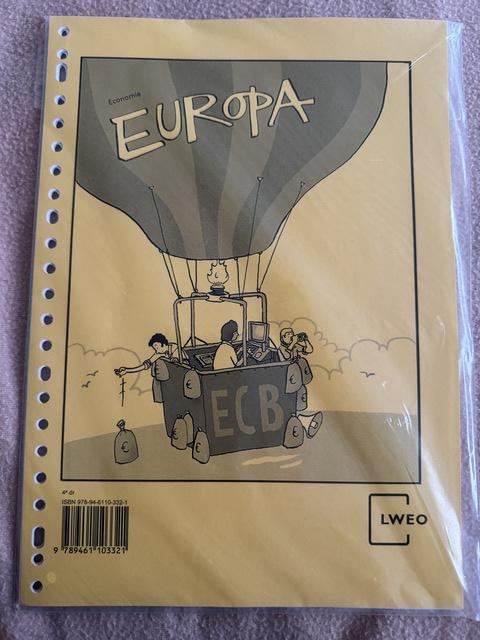 Economie
EUROPA
€
€
€
€
€
€
ECB
4ᵉ dr
ISBN 978-94-6110-332-1
9 789461 103321
LWEO